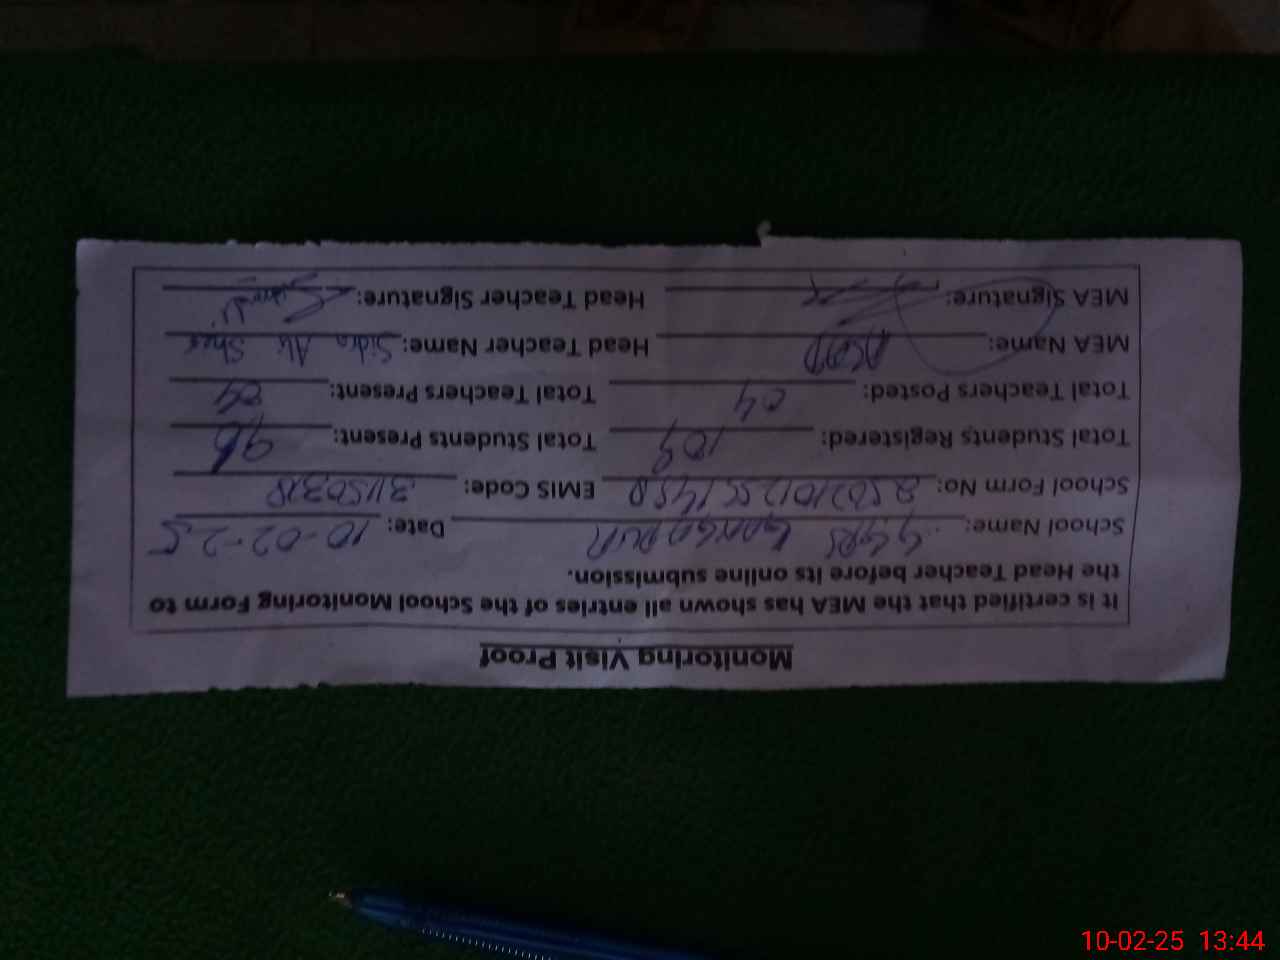 Monitoring Visit Proof
It is certified that the MEA has shown all entries of the School Monitoring Form to
the Head Teacher before its online submission.
School Name: Date: 10-02-25
School Form No: EMIS Code:
Total Students Registered: 109 Total Students Present: 96
Total Teachers Posted: 04 Total Teachers Present: 04
MEA Name: Head Teacher Name: Sidra Ali Sher
MEA Signature: Head Teacher Signature:
10-02-25 13:44